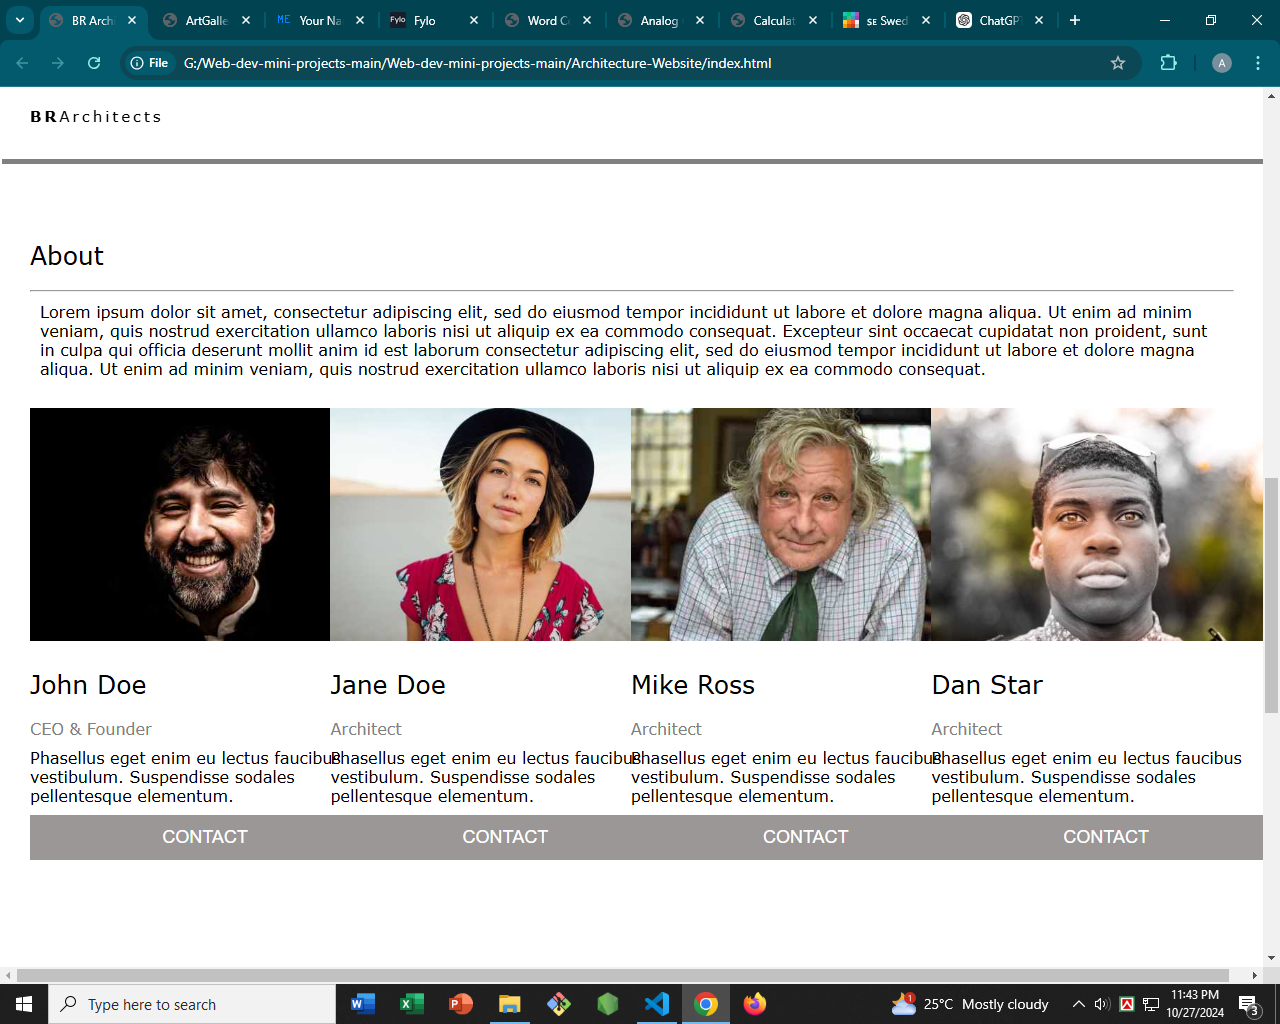 BR Archi
ArtGalle
Your Na
Fylo
Fylo
Word C
Analog
Calculat
SE Swed
ChatGP
File
G:/Web-dev-mini-projects-main/Web-dev-mini-projects-main/Architecture-Website/index.html
A
BRArchitects
About
Lorem ipsum dolor sit amet, consectetur adipiscing elit, sed do eiusmod tempor incididunt ut labore et dolore magna aliqua. Ut enim ad minim
veniam, quis nostrud exercitation ullamco laboris nisi ut aliquip ex ea commodo consequat. Excepteur sint occaecat cupidatat non proident, sunt
in culpa qui officia deserunt mollit anim id est laborum consectetur adipiscing elit, sed do eiusmod tempor incididunt ut labore et dolore magna
aliqua. Ut enim ad minim veniam, quis nostrud exercitation ullamco laboris nisi ut aliquip ex ea commodo consequat.
John Doe
CEO & Founder
Phasellus eget enim eu lectus faucibus
vestibulum. Suspendisse sodales
pellentesque elementum.
CONTACT
Jane Doe
Architect
Phasellus eget enim eu lectus faucibus
vestibulum. Suspendisse sodales
pellentesque elementum.
CONTACT
Mike Ross
Architect
Phasellus eget enim eu lectus faucibus
vestibulum. Suspendisse sodales
pellentesque elementum.
CONTACT
Dan Star
Architect
Phasellus eget enim eu lectus faucibus
vestibulum. Suspendisse sodales
pellentesque elementum.
CONTACT
Type here to search
25°C Mostly cloudy
11:43 PM
10/27/2024
3